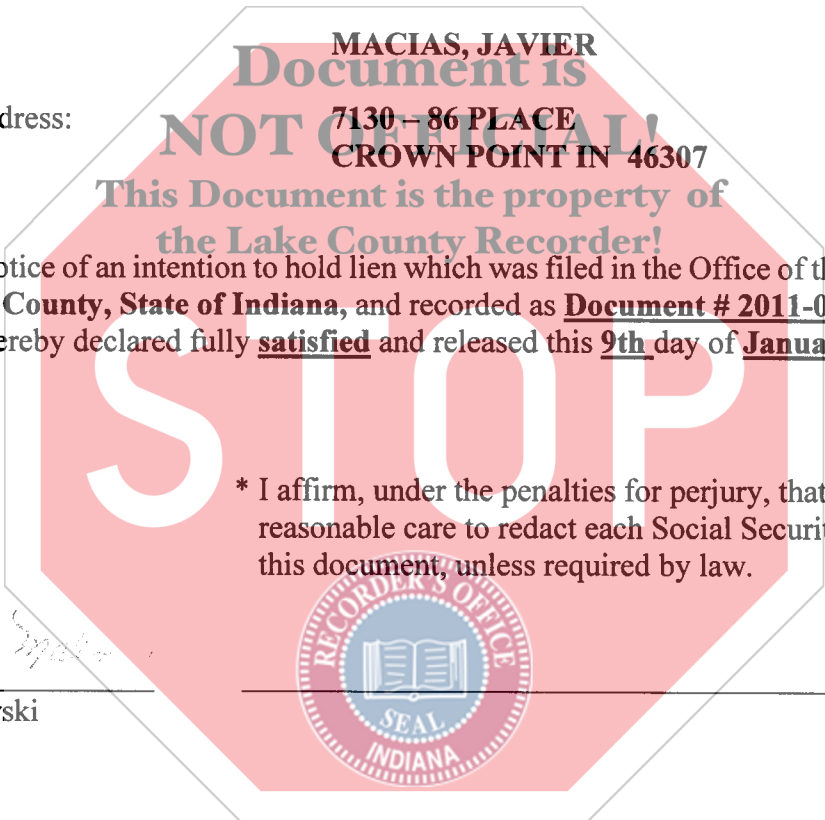 MACIAS, JAVIER
Document is
dress:
7130 – 86 PLACE
NOT OFFICIAL!
CROWN POINT IN 46307
This Document is the property of
the Lake County Recorder!
otice of an intention to hold lien which was filed in the Office of th
County, State of Indiana, and recorded as Document # 2011-0
ereby declared fully satisfied and released this 9th day of Janua
STOP
* I affirm, under the penalties for perjury, that
reasonable care to redact each Social Securit
this document, unless required by law.
RECORDER'S OFFICE
SEAL
INDIANA
ski